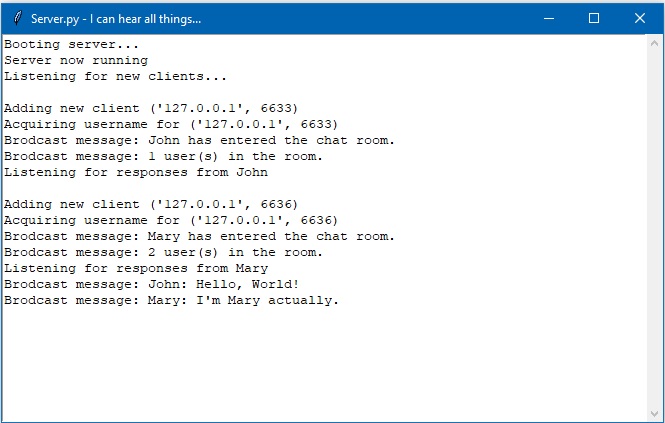 Server.py - I can hear all things...
Booting server...
Server now running
Listening for new clients...
Adding new client ('127.0.0.1', 6633)
Acquiring username for ('127.0.0.1', 6633)
Brodcast message: John has entered the chat room.
Brodcast message: 1 user(s) in the room.
Listening for responses from John
Adding new client ('127.0.0.1', 6636)
Acquiring username for ('127.0.0.1', 6636)
Brodcast message: Mary has entered the chat room.
Brodcast message: 2 user(s) in the room.
Listening for responses from Mary
Brodcast message: John: Hello, World!
Brodcast message: Mary: I'm Mary actually.